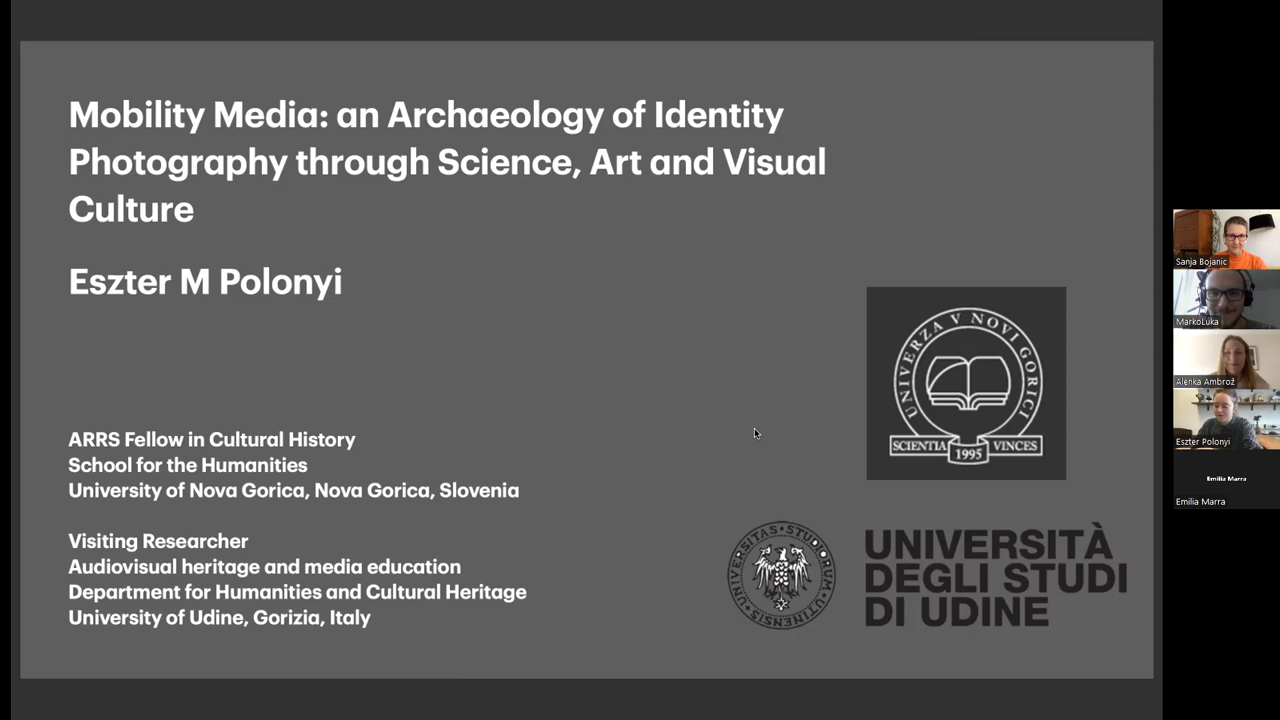 Mobility Media: an Archaeology of Identity
Photography through Science, Art and Visual
Culture
Eszter M Polonyi
ARRS Fellow in Cultural History
School for the Humanities
University of Nova Gorica, Nova Gorica, Slovenia
Visiting Researcher
Audiovisual heritage and media education
Department for Humanities and Cultural Heritage
University of Udine, Gorizia, Italy
UNIVERZA V NOVI GORICI
SCIENTIA 1995 VINCES
UNIVERSITAS STUDIORUM UTINENSIS
UNIVERSITÀ
DEGLI STUDI
DI UDINE
Sanja Bojanic
MarkoLuka
Alenka Ambrož
Eszter Polonyi
Emilia Marra
Emilia Marra